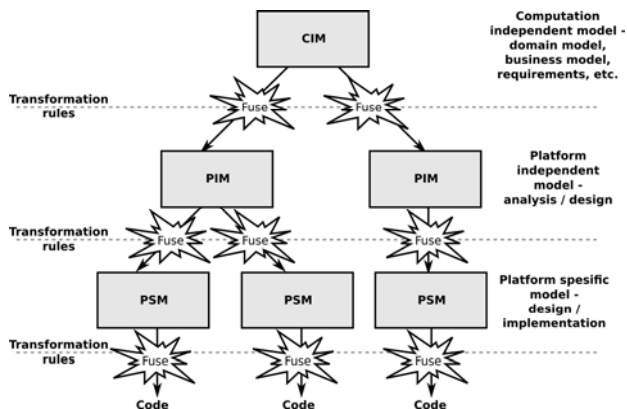 Computation
independent model -
domain model,
business model,
requirements, etc.
CIM
Transformation
rules
Fuse
Fuse
PIM
PIM
Platform
independent
model -
analysis / design
Transformation
rules
Fuse
Fuse
Fuse
PSM
PSM
PSM
Platform spesific
model -
design /
implementation
Transformation
rules
Fuse
Fuse
Fuse
Code
Code
Code